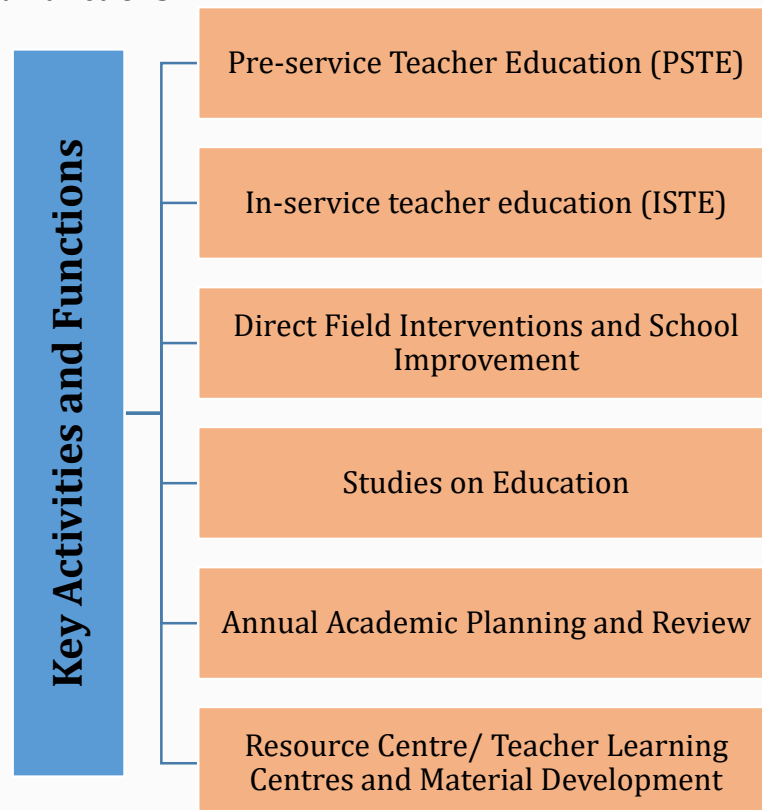 Key Activities and Functions
Pre-service Teacher Education (PSTE)
In-service teacher education (ISTE)
Direct Field Interventions and School
Improvement
Studies on Education
Annual Academic Planning and Review
Resource Centre/ Teacher Learning
Centres and Material Development